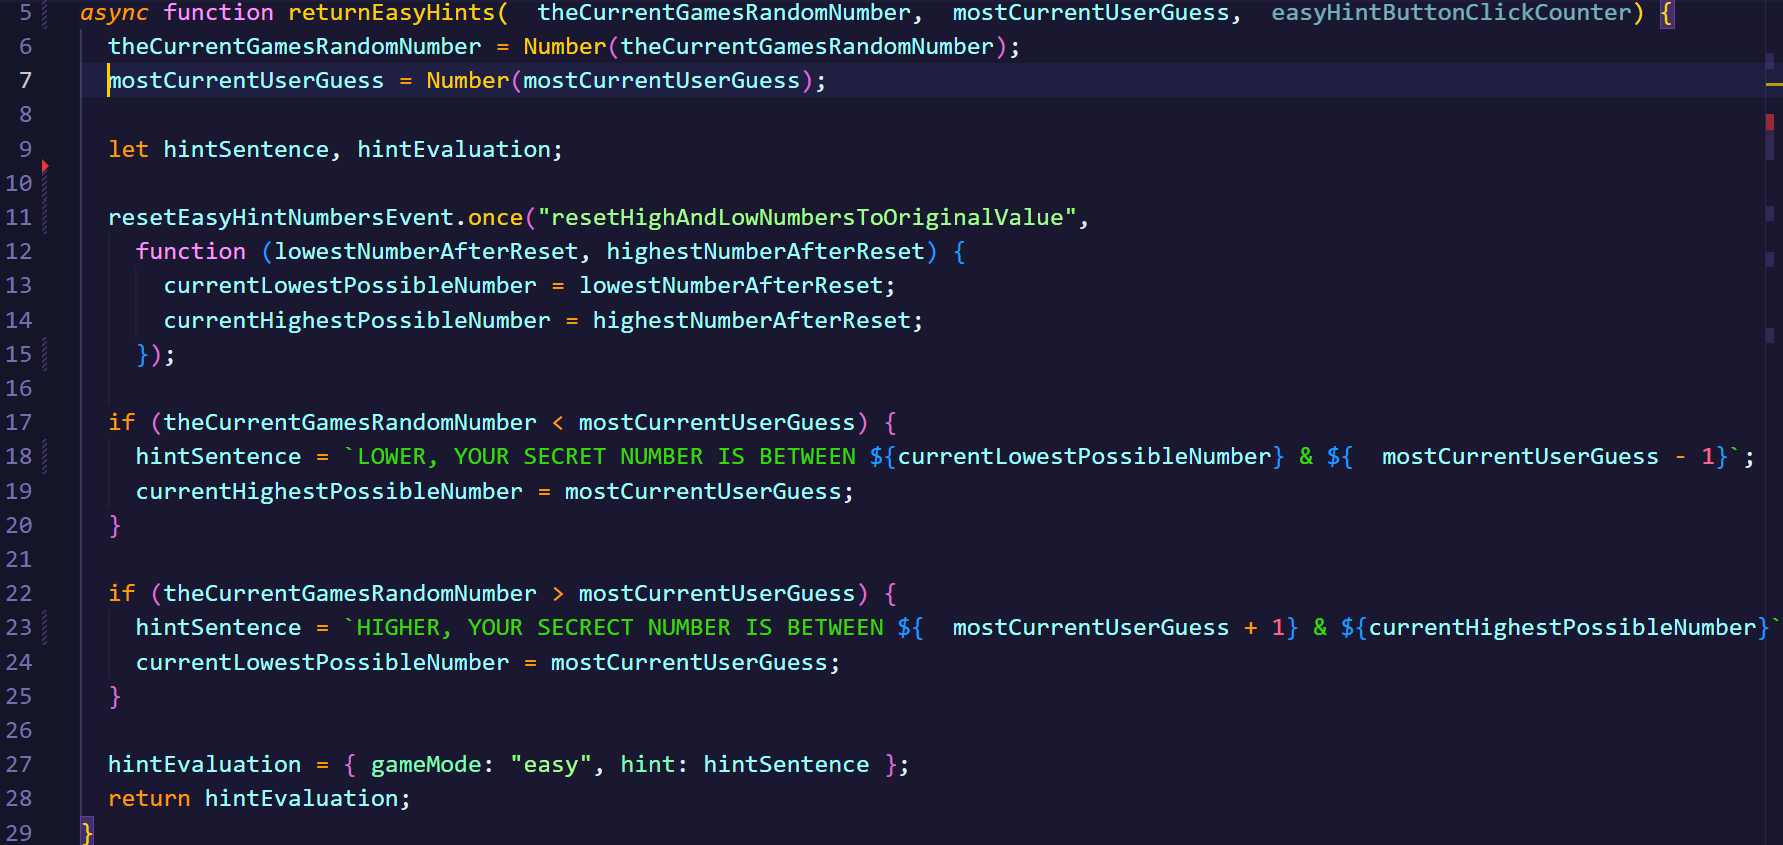 5 async function returnEasyHints(  theCurrentGamesRandomNumber,  mostCurrentUserGuess,  easyHintButtonClickCounter) {
6   theCurrentGamesRandomNumber = Number(theCurrentGamesRandomNumber);
7   mostCurrentUserGuess = Number(mostCurrentUserGuess);
8
9   let hintSentence, hintEvaluation;
10
11   resetEasyHintNumbersEvent.once("resetHighAndLowNumbersToOriginalValue",
12     function (lowestNumberAfterReset, highestNumberAfterReset) {
13       currentLowestPossibleNumber = lowestNumberAfterReset;
14       currentHighestPossibleNumber = highestNumberAfterReset;
15     });
16
17   if (theCurrentGamesRandomNumber < mostCurrentUserGuess) {
18     hintSentence = `LOWER, YOUR SECRET NUMBER IS BETWEEN ${currentLowestPossibleNumber} & ${  mostCurrentUserGuess - 1}`;
19     currentHighestPossibleNumber = mostCurrentUserGuess;
20   }
21
22   if (theCurrentGamesRandomNumber > mostCurrentUserGuess) {
23     hintSentence = `HIGHER, YOUR SECRECT NUMBER IS BETWEEN ${  mostCurrentUserGuess + 1} & ${currentHighestPossibleNumber}`
24     currentLowestPossibleNumber = mostCurrentUserGuess;
25   }
26
27   hintEvaluation = { gameMode: "easy", hint: hintSentence };
28   return hintEvaluation;
29 }